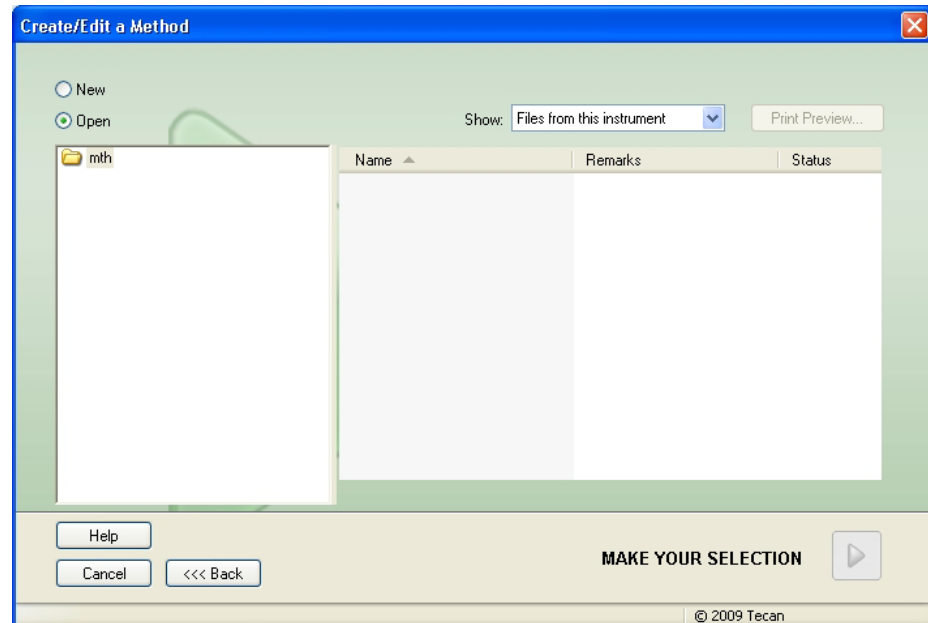 Create/Edit a Method
New
Open
Show: Files from this instrument
Print Preview...
mth
Name Remarks Status
Help
Cancel <<< Back
MAKE YOUR SELECTION
© 2009 Tecan